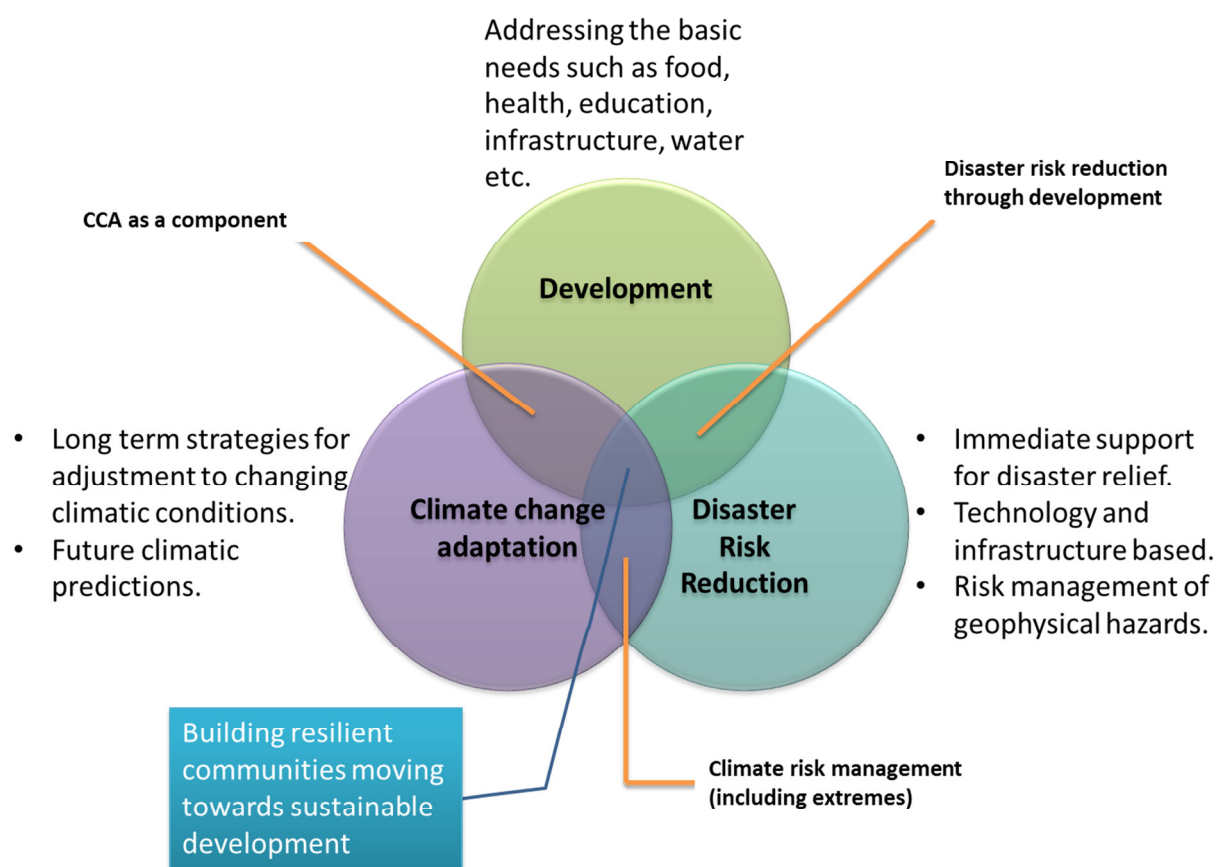 Addressing the basic
needs such as food,
health, education,
infrastructure, water
etc.
Disaster risk reduction
through development
CCA as a component
Development
• Long term strategies for
adjustment to changing
climatic conditions.
• Future climatic
predictions.
Climate change
adaptation
Disaster
Risk
Reduction
• Immediate support
for disaster relief.
• Technology and
infrastructure based.
• Risk management of
geophysical hazards.
Building resilient
communities moving
towards sustainable
development
Climate risk management
(including extremes)